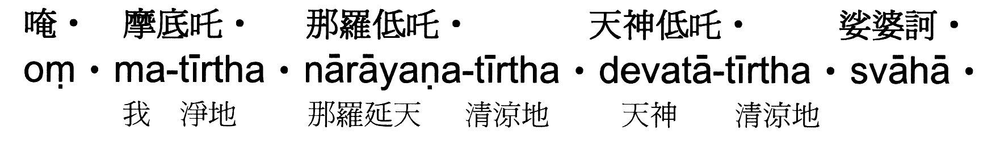 唵・ 摩底吒・ 那羅低吒・ 天神低吒・ 娑婆訶・
oṃ・ma-tīrtha・nārāyaṇa-tīrtha・devatā-tīrtha・svāhā・
我 淨地 那羅延天 清涼地 天神 清涼地